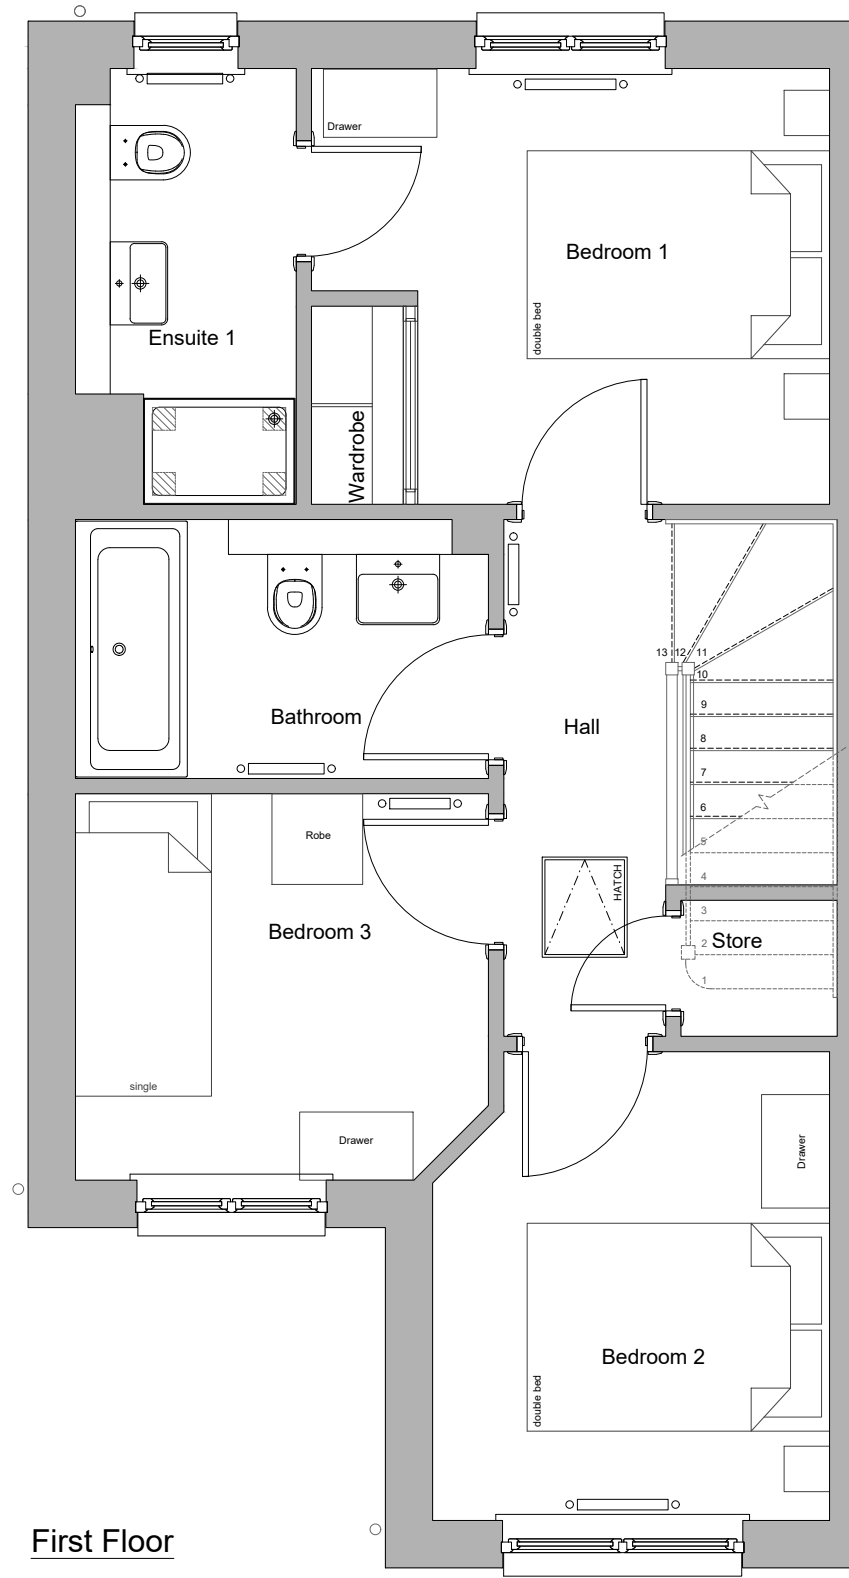 Drawer
Bedroom 1
double bed
Ensuite 1
Wardrobe
13 12 11
10
9
8
7
6
5
4
3
2
1
Bathroom
Hall
Robe
HATCH
Bedroom 3
Store
single
Drawer
Drawer
Bedroom 2
double bed
First Floor